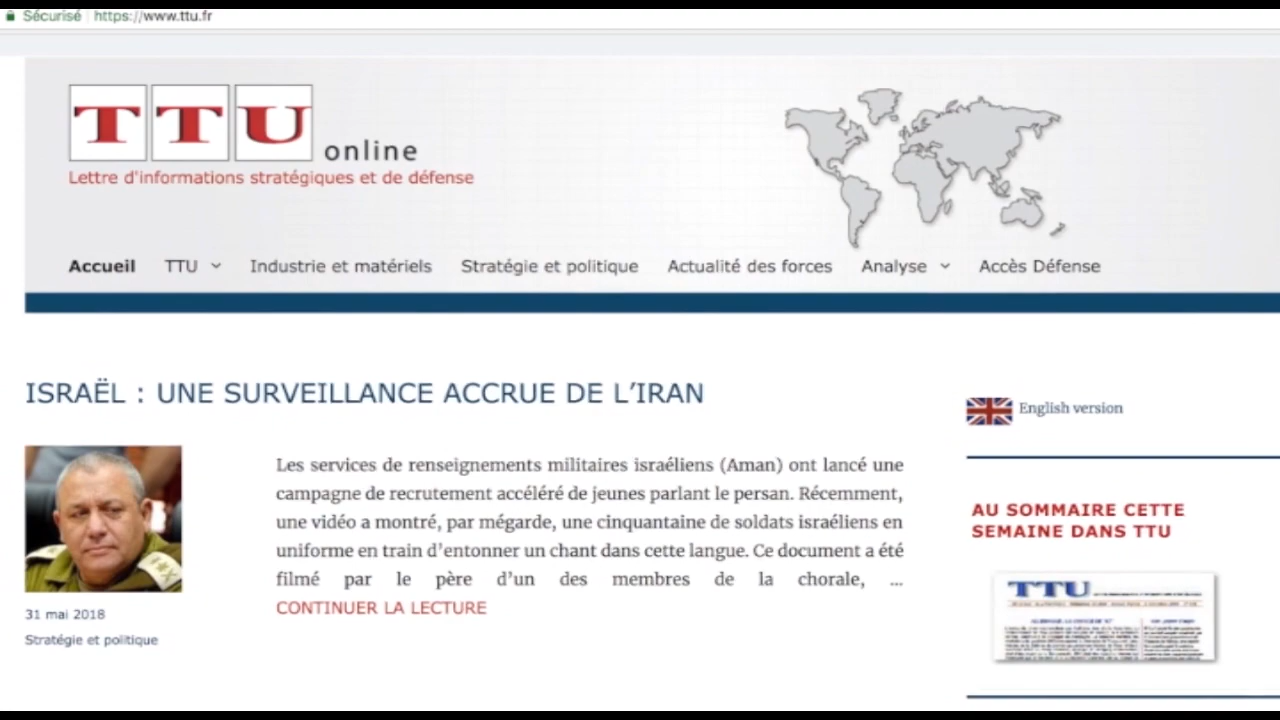 Sécurisé https://www.ttu.fr
TTU online
Lettre d'informations stratégiques et de défense
Accueil TTU Industrie et matériels Stratégie et politique Actualité des forces Analyse Accès Défense
ISRAËL : UNE SURVEILLANCE ACCRUE DE L’IRAN
Les services de renseignements militaires israéliens (Aman) ont lancé une
campagne de recrutement accéléré de jeunes parlant le persan. Récemment,
une vidéo a montré, par mégarde, une cinquantaine de soldats israéliens en
uniforme en train d’entonner un chant dans cette langue. Ce document a été
filmé par le père d’un des membres de la chorale, ...
CONTINUER LA LECTURE
31 mai 2018
Stratégie et politique
English version
AU SOMMAIRE CETTE
SEMAINE DANS TTU
TTU